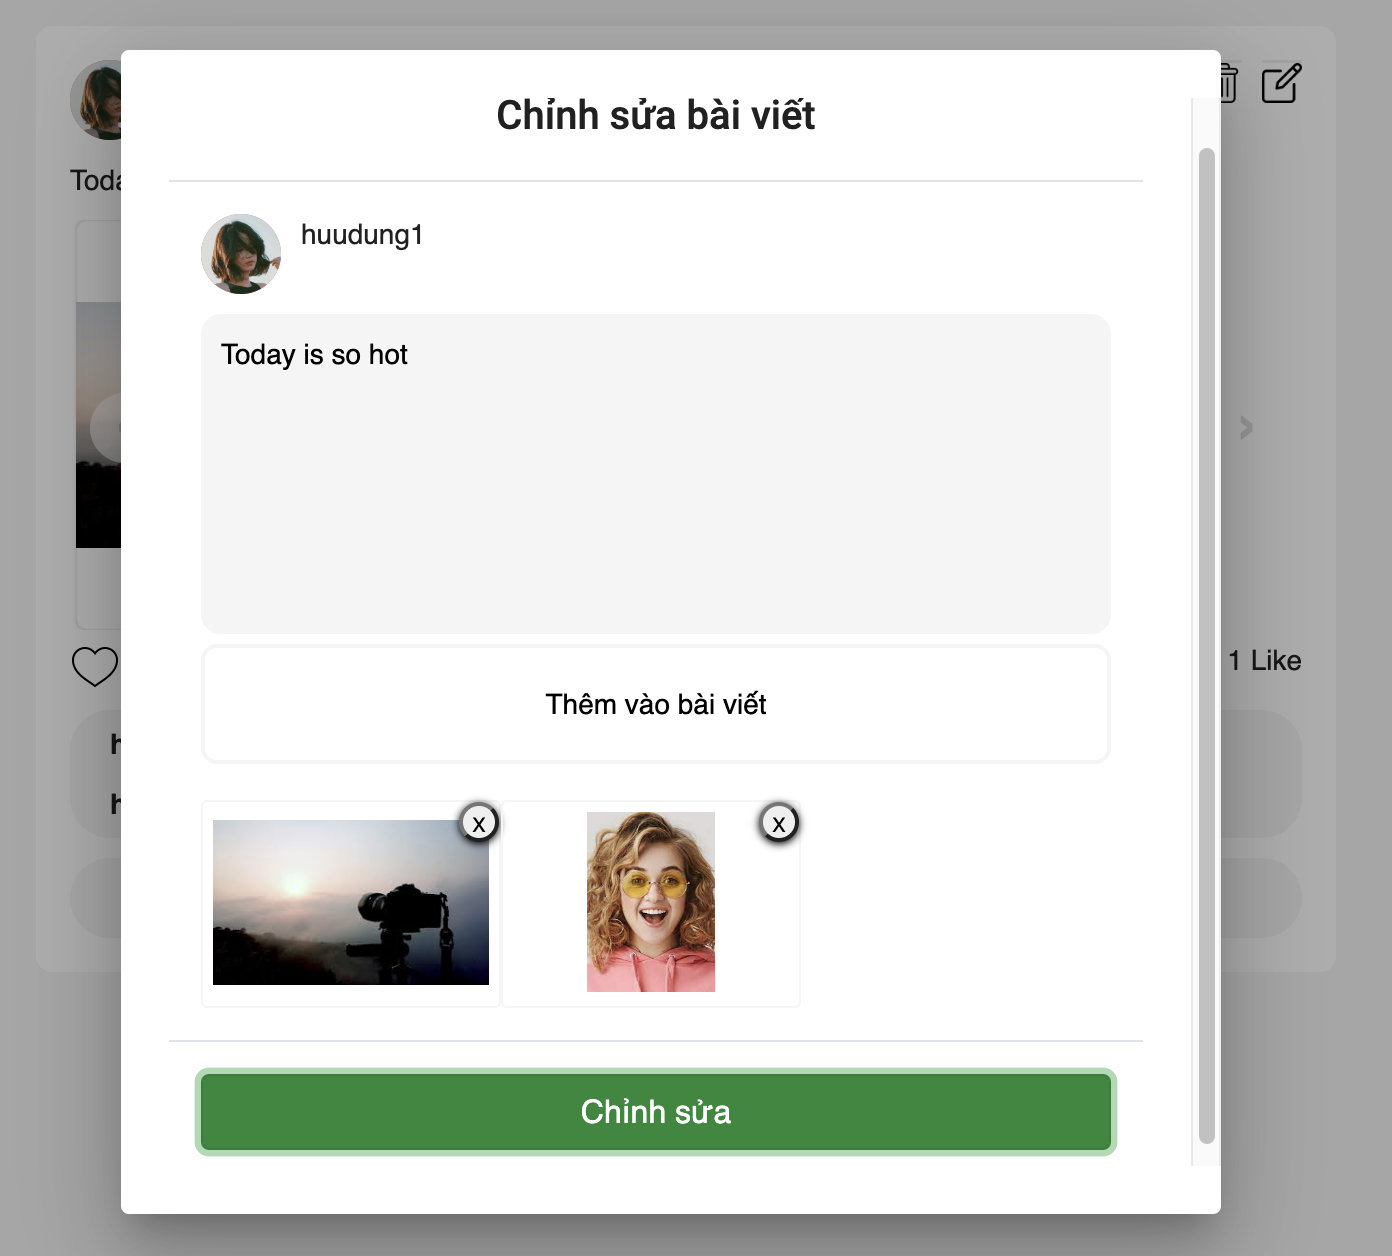 Chỉnh sửa bài viết
huudung1
Today is so hot
1 Like
Thêm vào bài viết
x
x
Chỉnh sửa